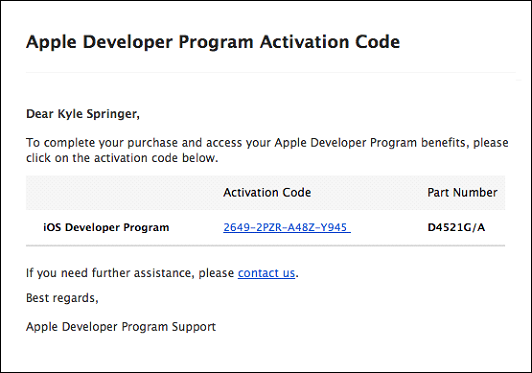 Apple Developer Program Activation Code
Dear Kyle Springer,
To complete your purchase and access your Apple Developer Program benefits, please
click on the activation code below.
Activation Code Part Number
iOS Developer Program 2649-2PZR-A48Z-Y945 D4521G/A
If you need further assistance, please contact us.
Best regards,
Apple Developer Program Support